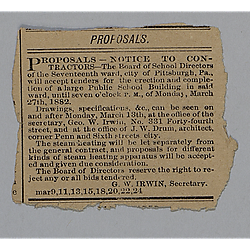 PROPOSALS.
PROPOSALS — NOTICE TO CON-
TRACTORS—The Board of School Directors
of the Seventeenth ward, city of Pittsburgh, Pa.,
will accept tenders for the erection and com-
pletion of a large Public School Building in said
ward, until seven o'clock P. M., of Monday, March
27th, 1882.
Drawings, specifications, &c., can be seen on
and after Monday, March 13th, at the office of the
secretary, Geo. W. Irwin, No. 331 Forty-fourth
street, and at the office of J. W. Drum, architect,
corner Penn and Sixth streets city.
The steam heating will be let separately from
the general contract, and proposals for different
kinds of steam heating apparatus will be accept-
ed and given due consideration.
The Board of Directors reserve the right to re-
ject any or all bids tendered.
G. W. IRWIN, Secretary.
mar9,11,13,15,18,20,22,24